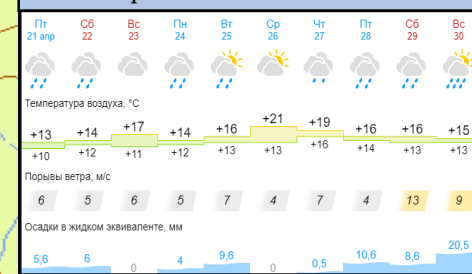 Пт Сб Вс Пн Вт Ср Чт Пт Сб Вс
21 апр 22 23 24 25 26 27 28 29 30
Температура воздуха, °C
+13 +14 +17 +14 +16 +21 +19 +16 +16 +15
+10 +12 +11 +12 +13 +13 +16 +14 +13 +13
Порывы ветра, м/с
6 5 6 5 7 4 7 4 13 9
Осадки в жидком эквиваленте, мм
5,6 6 0 4 9,6 0 0,5 10,6 8,6 20,5